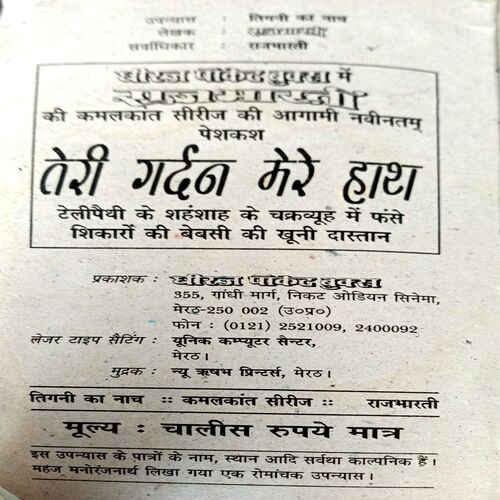 उपन्यास : तिगनी का नाच
लेखक : राजभारती
सर्वाधिकार : राजभारती
धीरज पॉकेट बुक्स में
राजभारती
की कमलकांत सीरीज की आगामी नवीनतम्
पेशकश
तेरी गर्दन मेरे हाथ
टेलीपैथी के शहंशाह के चक्रव्यूह में फंसे
शिकारों की बेवसी की खूनी दास्तान
प्रकाशक : धीरज पॉकेट बुक्स
355, गांधी मार्ग, निकट ओडियन सिनेमा,
मेरठ-250 002 (उ०प्र०)
फोन : (0121) 2521009, 2400092
लेजर टाइप सैटिंग : यूनिक कम्प्यूटर सैन्टर,
मेरठ।
मुद्रक : न्यू ऋषभ प्रिन्टर्स, मेरठ।
तिगनी का नाच :: कमलकांत सीरीज :: राजभारती
मूल्य : चालीस रुपये मात्र
इस उपन्यास के पात्रों के नाम, स्थान आदि सर्वथा काल्पनिक हैं।
महज मनोरंजनार्थ लिखा गया एक रोमांचक उपन्यास।